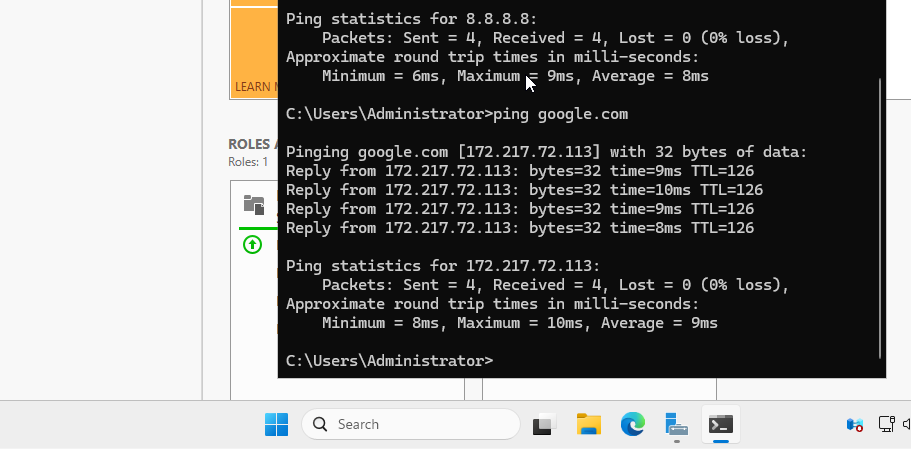 Ping statistics for 8.8.8.8:
Packets: Sent = 4, Received = 4, Lost = 0 (0% loss),
Approximate round trip times in milli-seconds:
Minimum = 6ms, Maximum = 9ms, Average = 8ms
LEARN
C:\Users\Administrator>ping google.com
ROLES
Roles: 1
Pinging google.com [172.217.72.113] with 32 bytes of data:
Reply from 172.217.72.113: bytes=32 time=9ms TTL=126
Reply from 172.217.72.113: bytes=32 time=10ms TTL=126
Reply from 172.217.72.113: bytes=32 time=9ms TTL=126
Reply from 172.217.72.113: bytes=32 time=8ms TTL=126
Ping statistics for 172.217.72.113:
Packets: Sent = 4, Received = 4, Lost = 0 (0% loss),
Approximate round trip times in milli-seconds:
Minimum = 8ms, Maximum = 10ms, Average = 9ms
C:\Users\Administrator>
Search